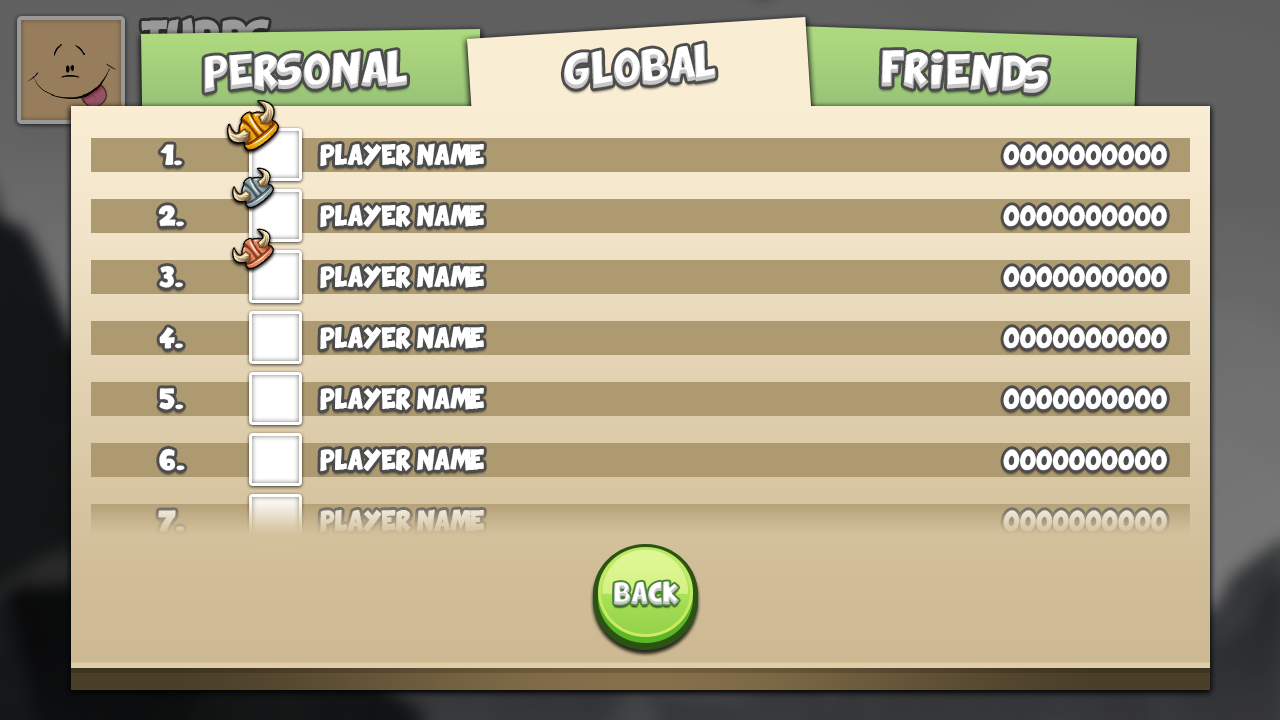 PERSONAL GLOBAL FRIENDS
1. PLAYER NAME 0000000000
2. PLAYER NAME 0000000000
3. PLAYER NAME 0000000000
4. PLAYER NAME 0000000000
5. PLAYER NAME 0000000000
6. PLAYER NAME 0000000000
7. PLAYER NAME 0000000000
BACK